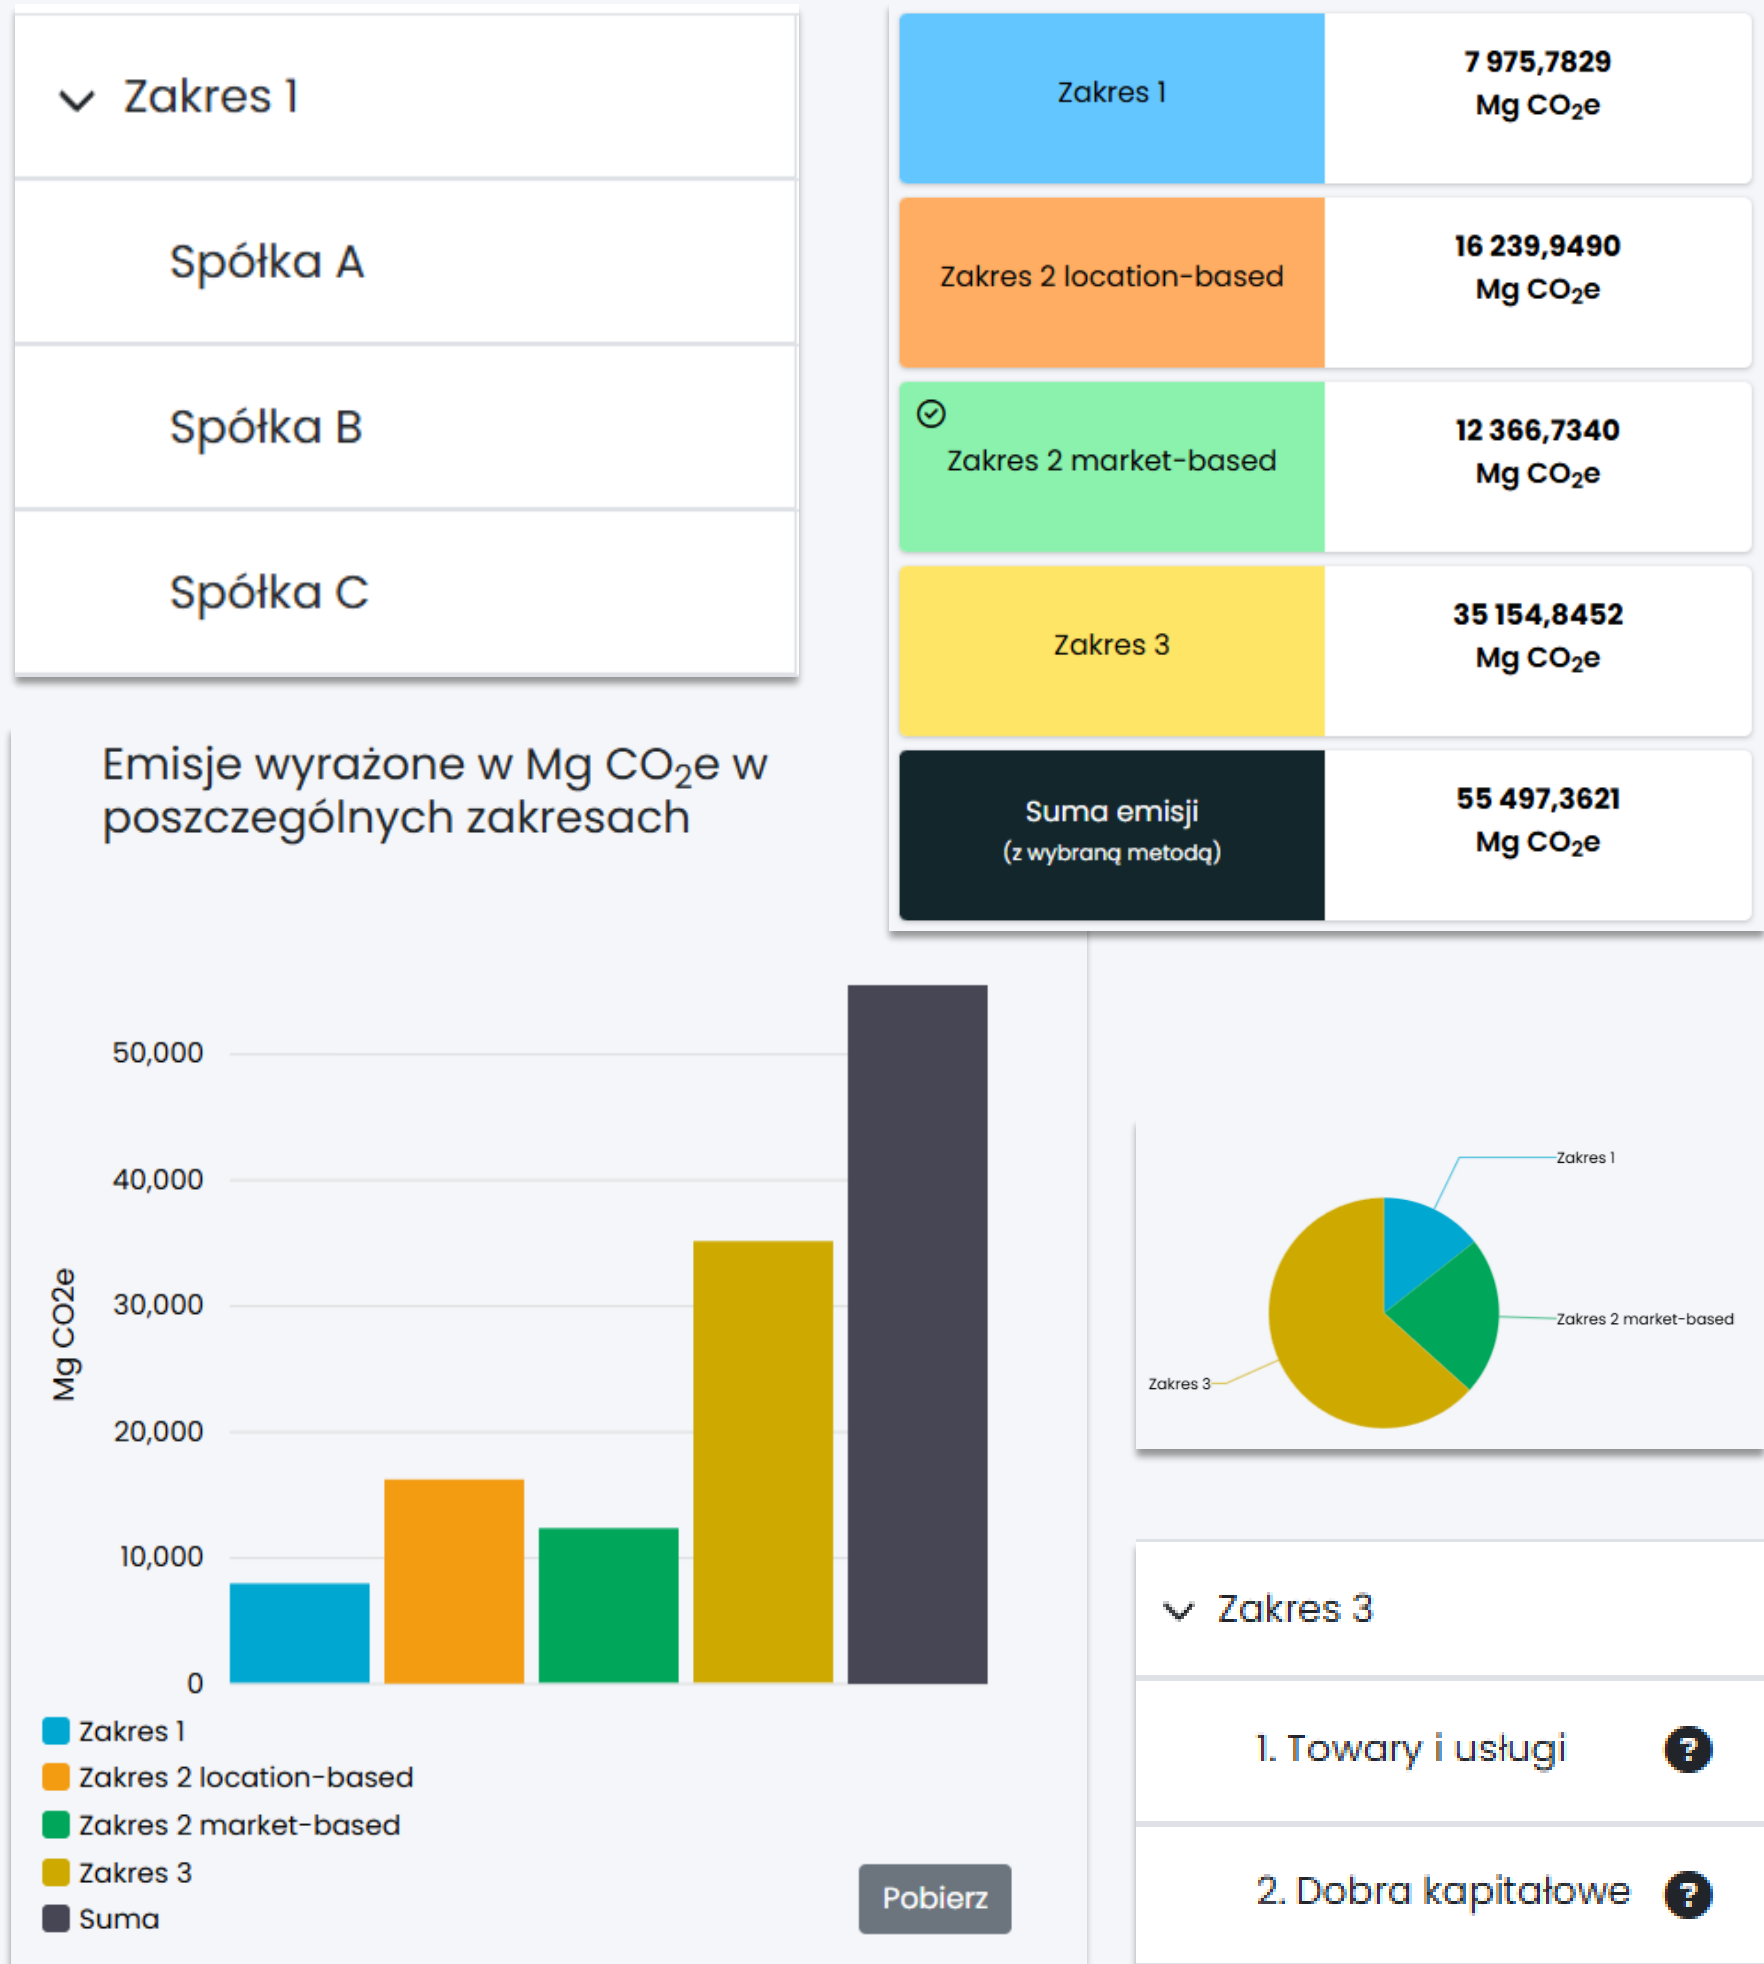 Zakres 1
Spółka A
Spółka B
Spółka C
Zakres 1
7 975,7829
Mg CO₂e
Zakres 2 location-based
16 239,9490
Mg CO₂e
Zakres 2 market-based
12 366,7340
Mg CO₂e
Zakres 3
35 154,8452
Mg CO₂e
Suma emisji
(z wybraną metodą)
55 497,3621
Mg CO₂e
Emisje wyrażone w Mg CO₂e w
poszczególnych zakresach
Mg CO2e
50,000
40,000
30,000
20,000
10,000
0
Zakres 1
Zakres 2 location-based
Zakres 2 market-based
Zakres 3
Suma
Pobierz
Zakres 1
Zakres 2 market-based
Zakres 3
Zakres 3
1. Towary i usługi ?
2. Dobra kapitałowe ?